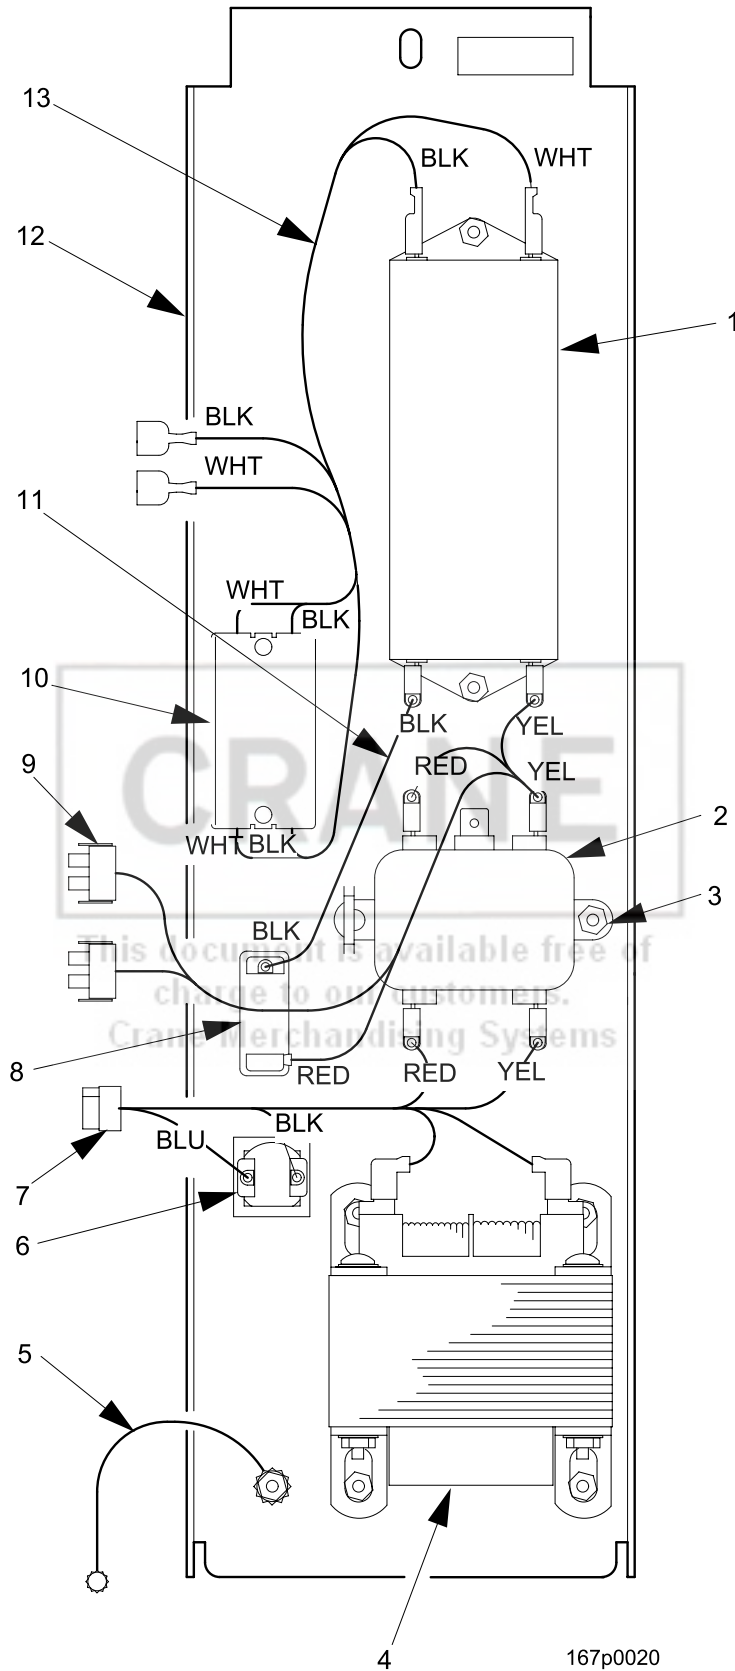 13
BLK
WHT
12
1
BLK
WHT
11
WHT
BLK
10
BLK
YEL
RED
YEL
9
CRANE
2
WHT
BLK
3
BLK
This document is available free of
charge to our customers.
Crane Merchandising Systems
8
RED
RED
YEL
BLK
BLU
7
6
5
4
167p0020